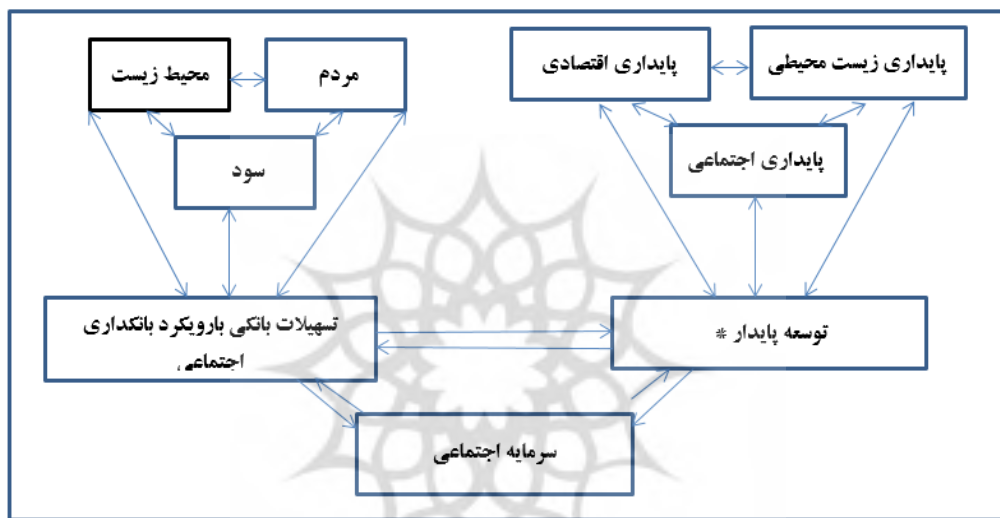 پایداری زیست محیطی
پایداری اقتصادی
مردم
محیط زیست
پایداری اجتماعی
سود
توسعه پایدار *
تسهیلات بانکی بارویکرد بانکداری
اجتماعی
سرمایه اجتماعی